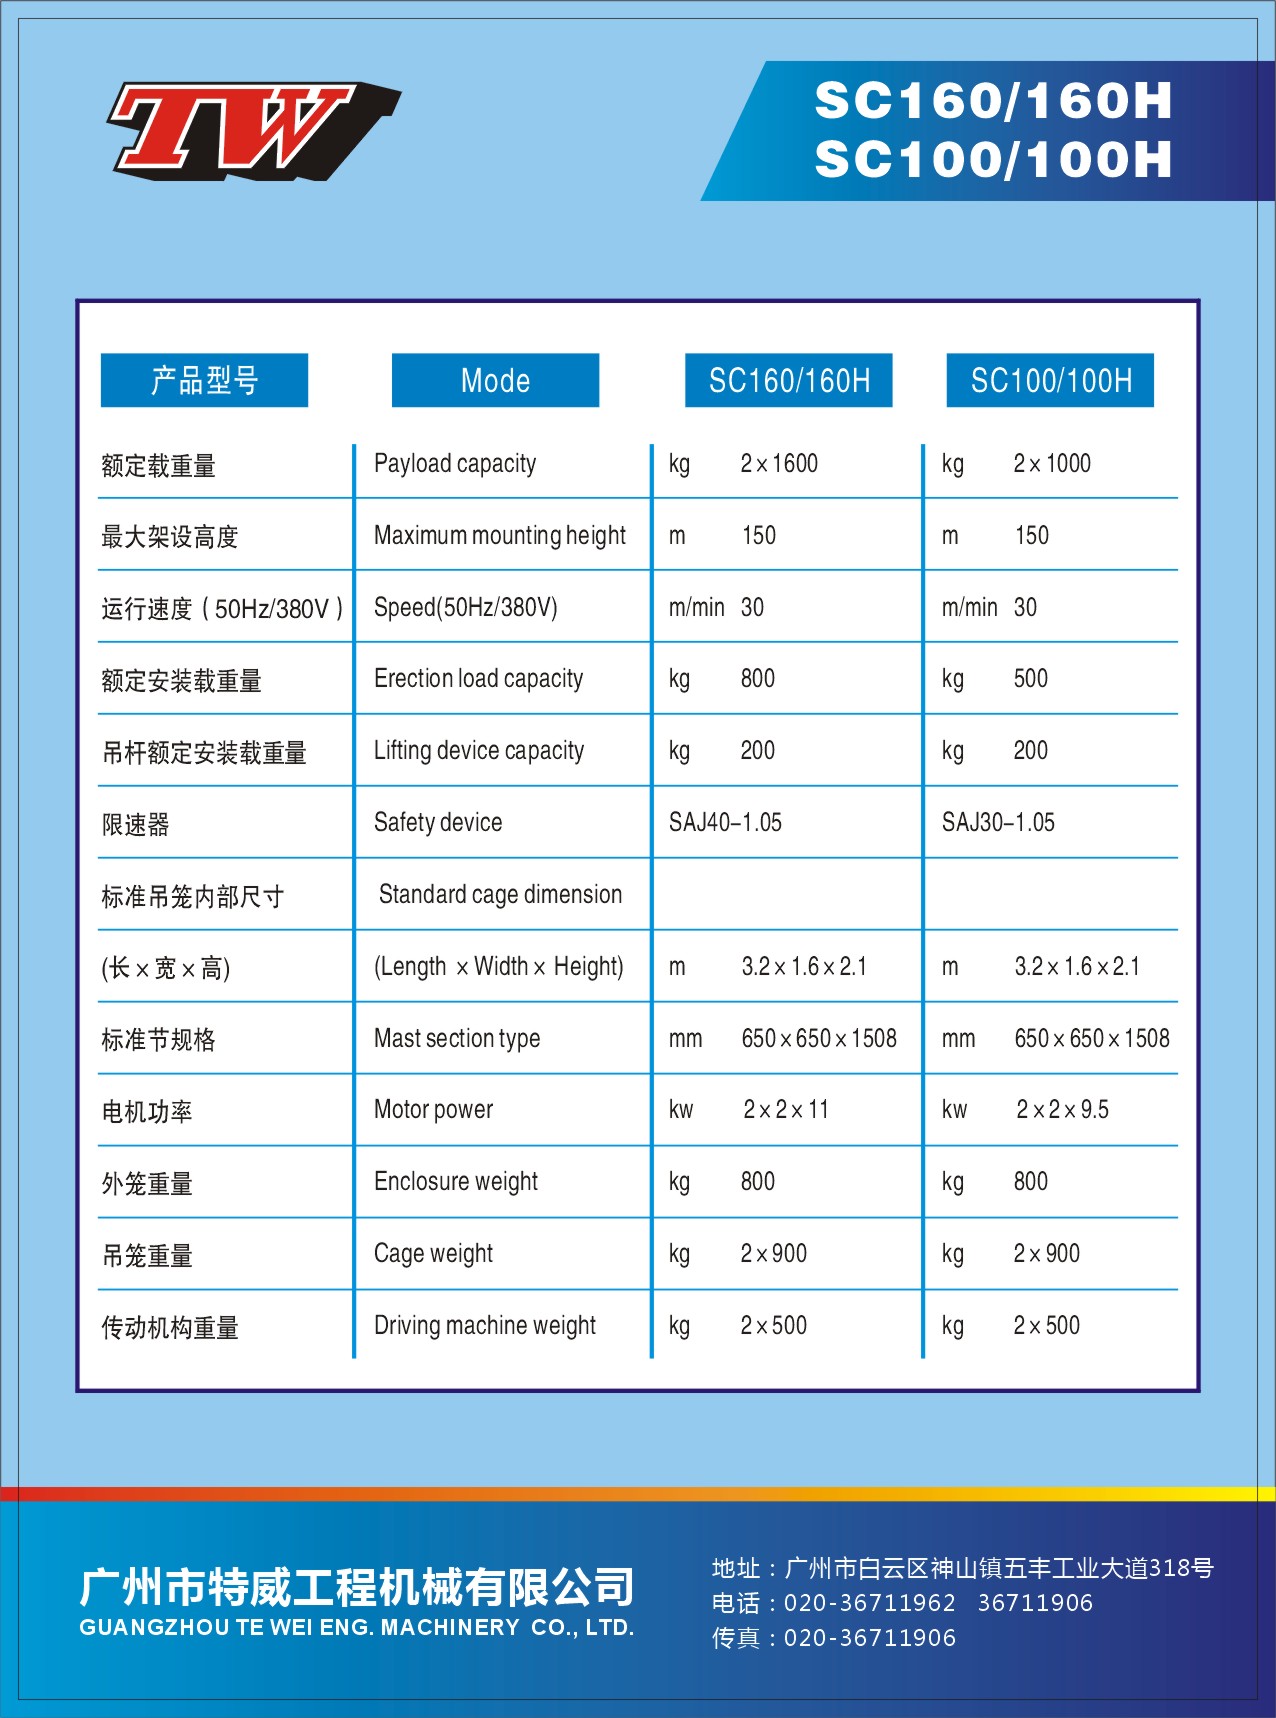 TW
SC160/160H
SC100/100H
产品型号 Mode SC160/160H SC100/100H
额定载重量 Payload capacity kg 2×1600 kg 2×1000
最大架设高度 Maximum mounting height m 150 m 150
运行速度（50Hz/380V） Speed(50Hz/380V) m/min 30 m/min 30
额定安装载重量 Erection load capacity kg 800 kg 500
吊杆额定安装载重量 Lifting device capacity kg 200 kg 200
限速器 Safety device SAJ40-1.05 SAJ30-1.05
标准吊笼内部尺寸 Standard cage dimension
(长×宽×高) (Length ×Width× Height) m 3.2×1.6×2.1 m 3.2×1.6×2.1
标准节规格 Mast section type mm 650×650×1508 mm 650×650×1508
电机功率 Motor power kw 2×2×11 kw 2×2×9.5
外笼重量 Enclosure weight kg 800 kg 800
吊笼重量 Cage weight kg 2×900 kg 2×900
传动机构重量 Driving machine weight kg 2×500 kg 2×500
广州市特威工程机械有限公司
GUANGZHOU TE WEI ENG. MACHINERY CO., LTD.
地址：广州市白云区神山镇五丰工业大道318号
电话：020-36711962 36711906
传真：020-36711906